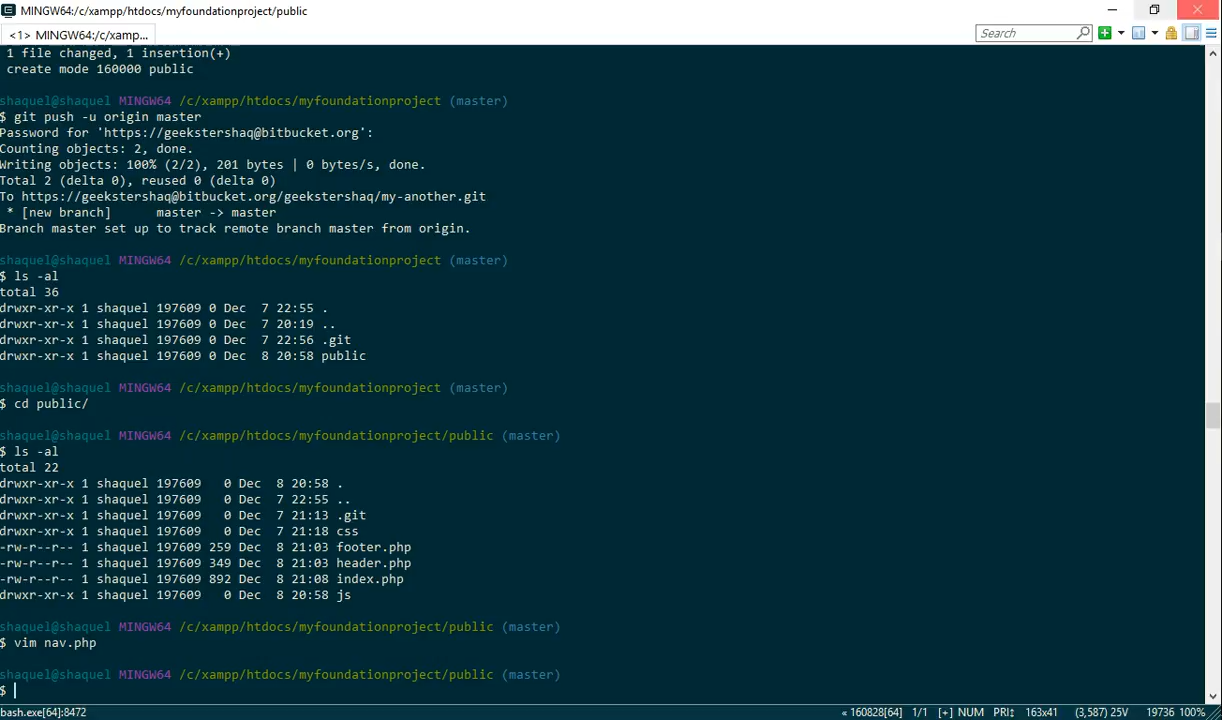 MINGW64:/c/xampp/htdocs/myfoundationproject/public
<1> MINGW64:/c/xamp...
Search
1 file changed, 1 insertion(+)
create mode 160000 public
shaquel@shaquel MINGW64 /c/xampp/htdocs/myfoundationproject (master)
$ git push -u origin master
Password for 'https://geekstershaq@bitbucket.org':
Counting objects: 2, done.
Writing objects: 100% (2/2), 201 bytes | 0 bytes/s, done.
Total 2 (delta 0), reused 0 (delta 0)
To https://geekstershaq@bitbucket.org/geekstershaq/my-another.git
* [new branch]      master -> master
Branch master set up to track remote branch master from origin.
shaquel@shaquel MINGW64 /c/xampp/htdocs/myfoundationproject (master)
$ ls -al
total 36
drwxr-xr-x 1 shaquel 197609 0 Dec  7 22:55 .
drwxr-xr-x 1 shaquel 197609 0 Dec  7 20:19 ..
drwxr-xr-x 1 shaquel 197609 0 Dec  7 22:56 .git
drwxr-xr-x 1 shaquel 197609 0 Dec  8 20:58 public
shaquel@shaquel MINGW64 /c/xampp/htdocs/myfoundationproject (master)
$ cd public/
shaquel@shaquel MINGW64 /c/xampp/htdocs/myfoundationproject/public (master)
$ ls -al
total 22
drwxr-xr-x 1 shaquel 197609   0 Dec  8 20:58 .
drwxr-xr-x 1 shaquel 197609   0 Dec  7 22:55 ..
drwxr-xr-x 1 shaquel 197609   0 Dec  7 21:13 .git
drwxr-xr-x 1 shaquel 197609   0 Dec  7 21:18 css
-rw-r--r-- 1 shaquel 197609 259 Dec  8 21:03 footer.php
-rw-r--r-- 1 shaquel 197609 349 Dec  8 21:03 header.php
-rw-r--r-- 1 shaquel 197609 892 Dec  8 21:08 index.php
drwxr-xr-x 1 shaquel 197609   0 Dec  8 20:58 js
shaquel@shaquel MINGW64 /c/xampp/htdocs/myfoundationproject/public (master)
$ vim nav.php
shaquel@shaquel MINGW64 /c/xampp/htdocs/myfoundationproject/public (master)
$
bash.exe[64]:8472 « 160828[64] 1/1 [+] NUM PRI↕ 163x41 (3,587) 25V 19736 100%